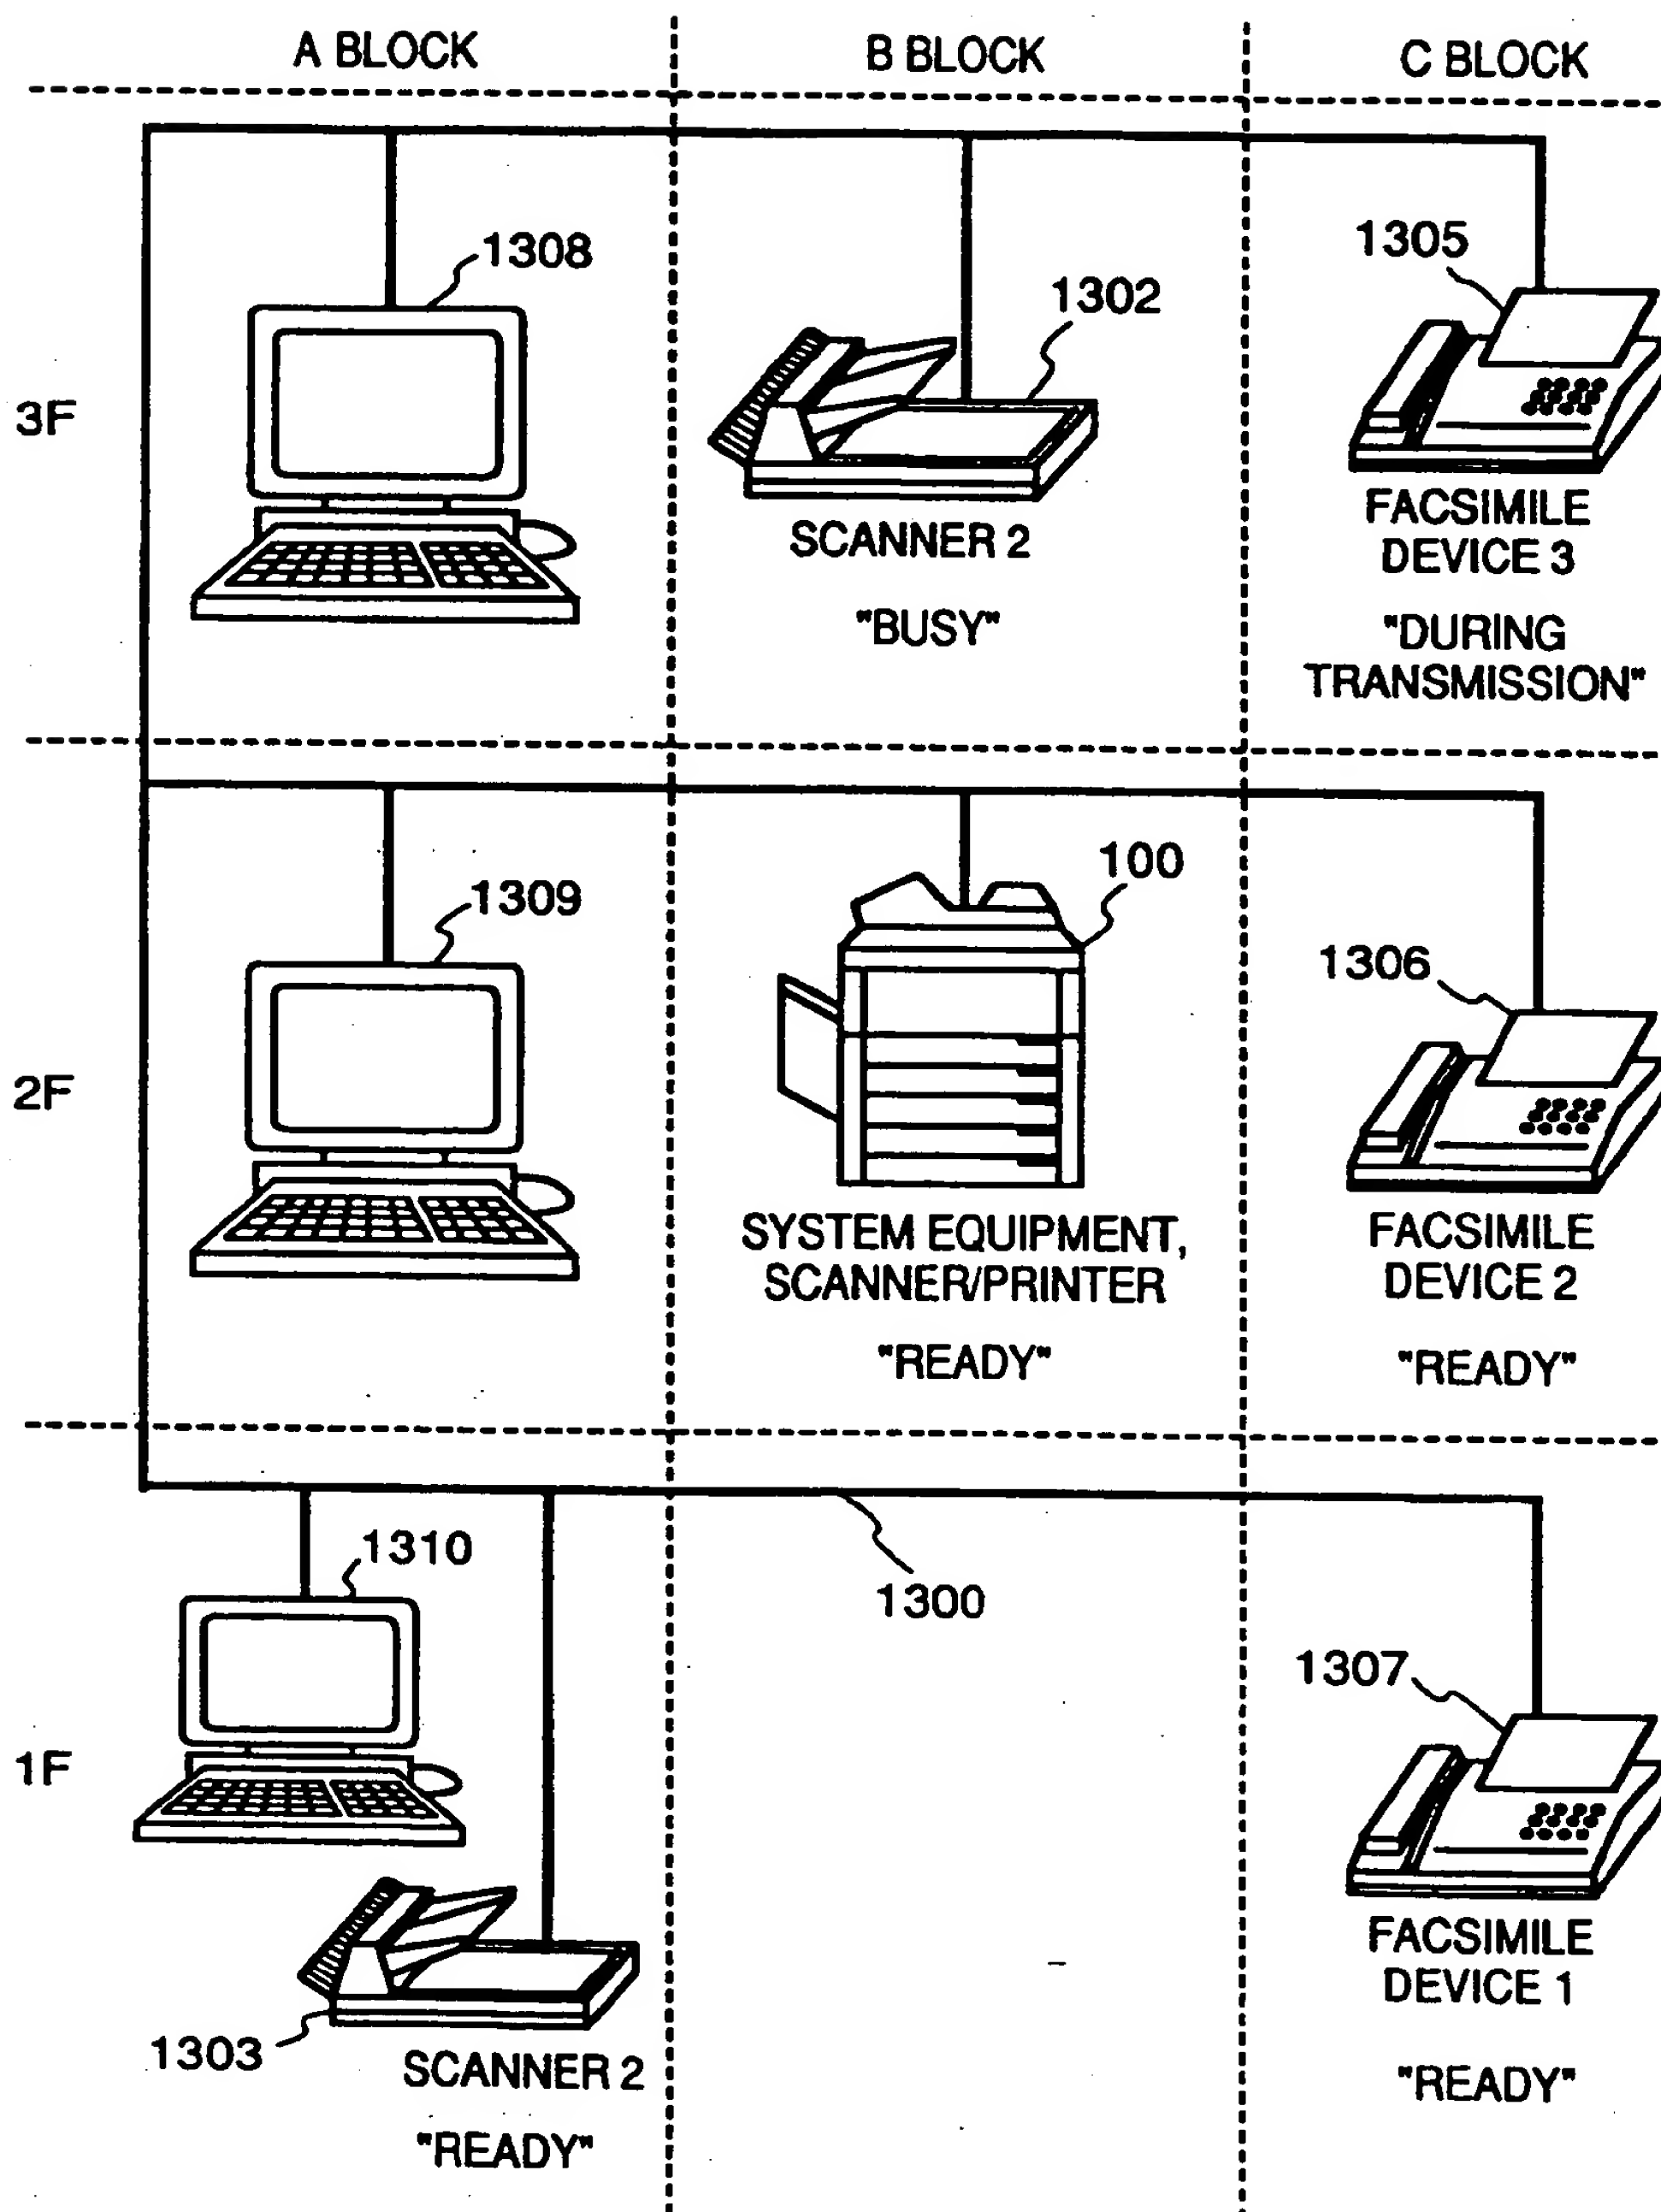 A BLOCK
B BLOCK
C BLOCK
3F
1308
1302
1305
SCANNER 2
"BUSY"
FACSIMILE
DEVICE 3
"DURING
TRANSMISSION"
2F
1309
100
1306
SYSTEM EQUIPMENT,
SCANNER/PRINTER
"READY"
FACSIMILE
DEVICE 2
"READY"
1F
1310
1300
1307
1303
SCANNER 2
"READY"
FACSIMILE
DEVICE 1
"READY"